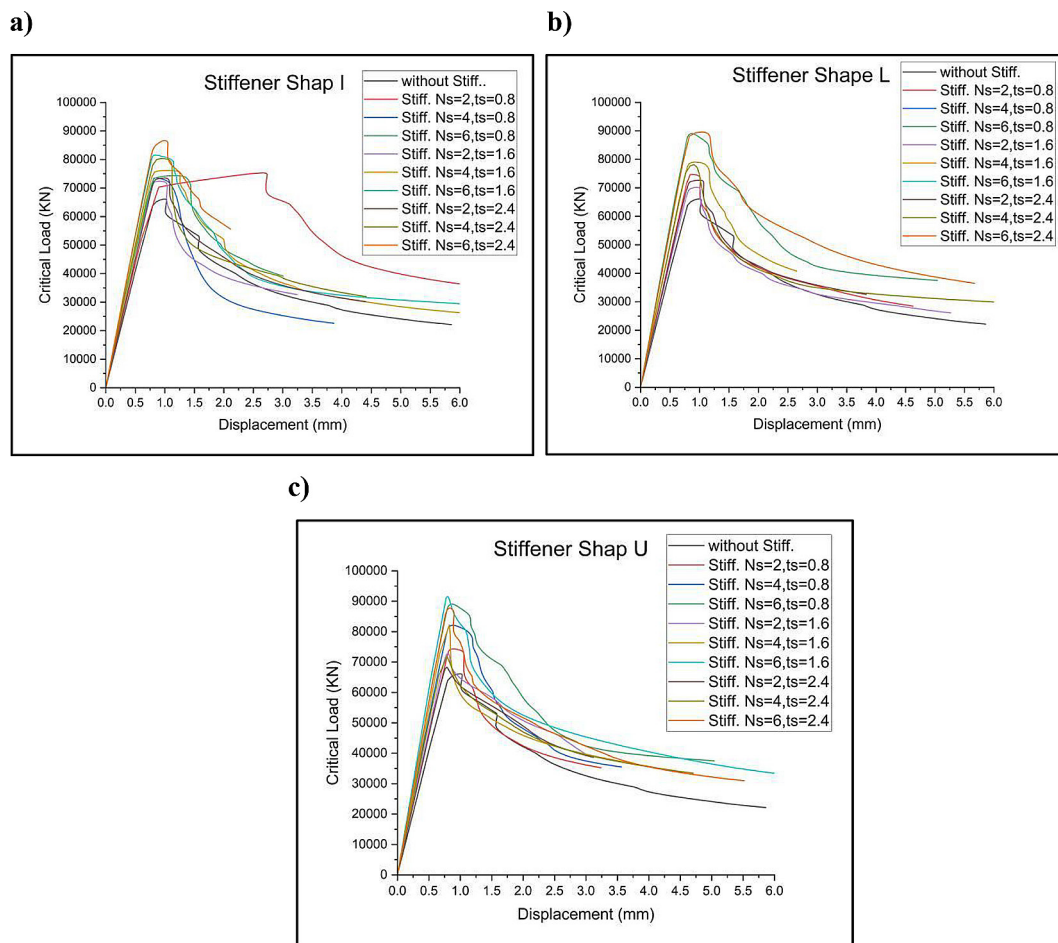 a)
Stiffener Shap I
without Stiff..
Stiff. Ns=2,ts=0.8
Stiff. Ns=4,ts=0.8
Stiff. Ns=6,ts=0.8
Stiff. Ns=2,ts=1.6
Stiff. Ns=4,ts=1.6
Stiff. Ns=6,ts=1.6
Stiff. Ns=2,ts=2.4
Stiff. Ns=4,ts=2.4
Stiff. Ns=6,ts=2.4
Critical Load (KN)
100000
90000
80000
70000
60000
50000
40000
30000
20000
10000
0
0.0 0.5 1.0 1.5 2.0 2.5 3.0 3.5 4.0 4.5 5.0 5.5 6.0
Displacement (mm)
b)
Stiffener Shape L
without Stiff.
Stiff. Ns=2,ts=0.8
Stiff. Ns=4,ts=0.8
Stiff. Ns=6,ts=0.8
Stiff. Ns=2,ts=1.6
Stiff. Ns=4,ts=1.6
Stiff. Ns=6,ts=1.6
Stiff. Ns=2,ts=2.4
Stiff. Ns=4,ts=2.4
Stiff. Ns=6,ts=2.4
Critical Load (KN)
100000
90000
80000
70000
60000
50000
40000
30000
20000
10000
0
0.0 0.5 1.0 1.5 2.0 2.5 3.0 3.5 4.0 4.5 5.0 5.5 6.0
Displacement (mm)
c)
Stiffener Shap U
without Stiff.
Stiff. Ns=2,ts=0.8
Stiff. Ns=4,ts=0.8
Stiff. Ns=6,ts=0.8
Stiff. Ns=2,ts=1.6
Stiff. Ns=4,ts=1.6
Stiff. Ns=6,ts=1.6
Stiff. Ns=2,ts=2.4
Stiff. Ns=4,ts=2.4
Stiff. Ns=6,ts=2.4
Critical Load (KN)
100000
90000
80000
70000
60000
50000
40000
30000
20000
10000
0
0.0 0.5 1.0 1.5 2.0 2.5 3.0 3.5 4.0 4.5 5.0 5.5 6.0
Displacement (mm)